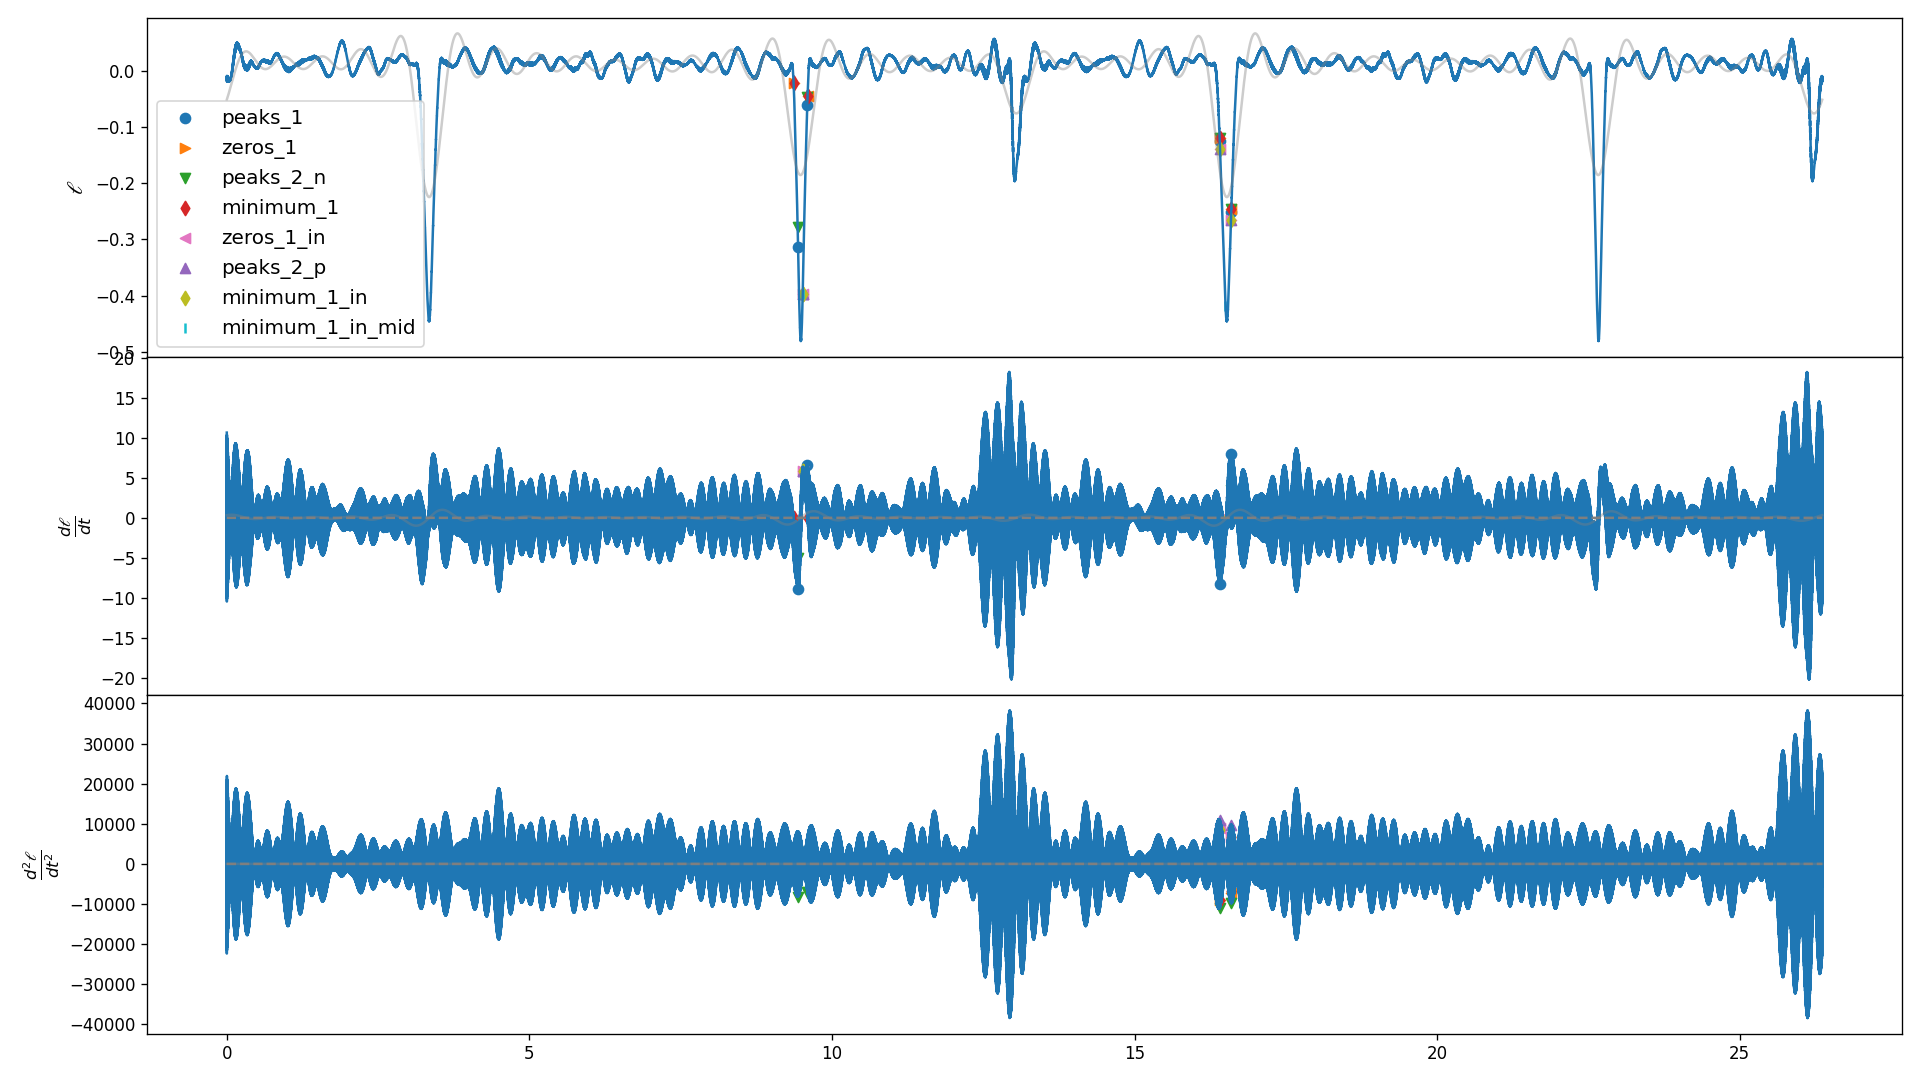 0.0
−0.1
−0.2
−0.3
−0.4
−0.5
ℓ
peaks_1
zeros_1
peaks_2_n
minimum_1
zeros_1_in
peaks_2_p
minimum_1_in
minimum_1_in_mid
20
15
10
5
0
−5
−10
−15
−20
dℓ
dt
40000
30000
20000
10000
0
−10000
−20000
−30000
−40000
d²ℓ
dt²
0 5 10 15 20 25